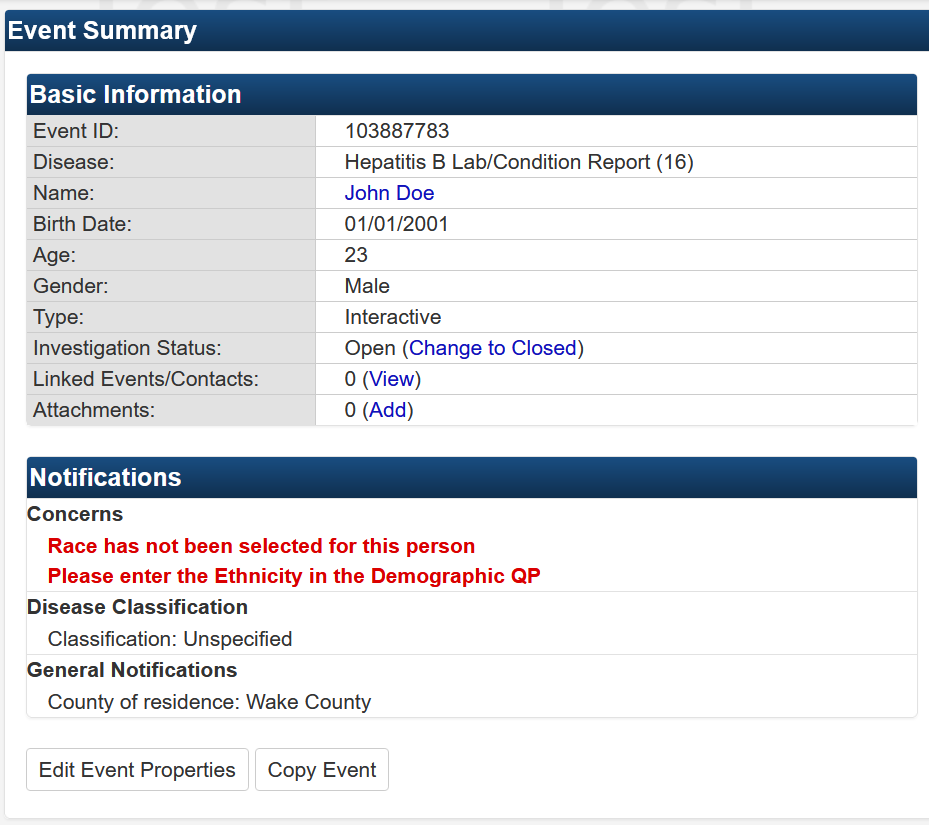 Event Summary
Basic Information
Event ID: 103887783
Disease: Hepatitis B Lab/Condition Report (16)
Name: John Doe
Birth Date: 01/01/2001
Age: 23
Gender: Male
Type: Interactive
Investigation Status: Open (Change to Closed)
Linked Events/Contacts: 0 (View)
Attachments: 0 (Add)
Notifications
Concerns
Race has not been selected for this person
Please enter the Ethnicity in the Demographic QP
Disease Classification
Classification: Unspecified
General Notifications
County of residence: Wake County
Edit Event Properties Copy Event